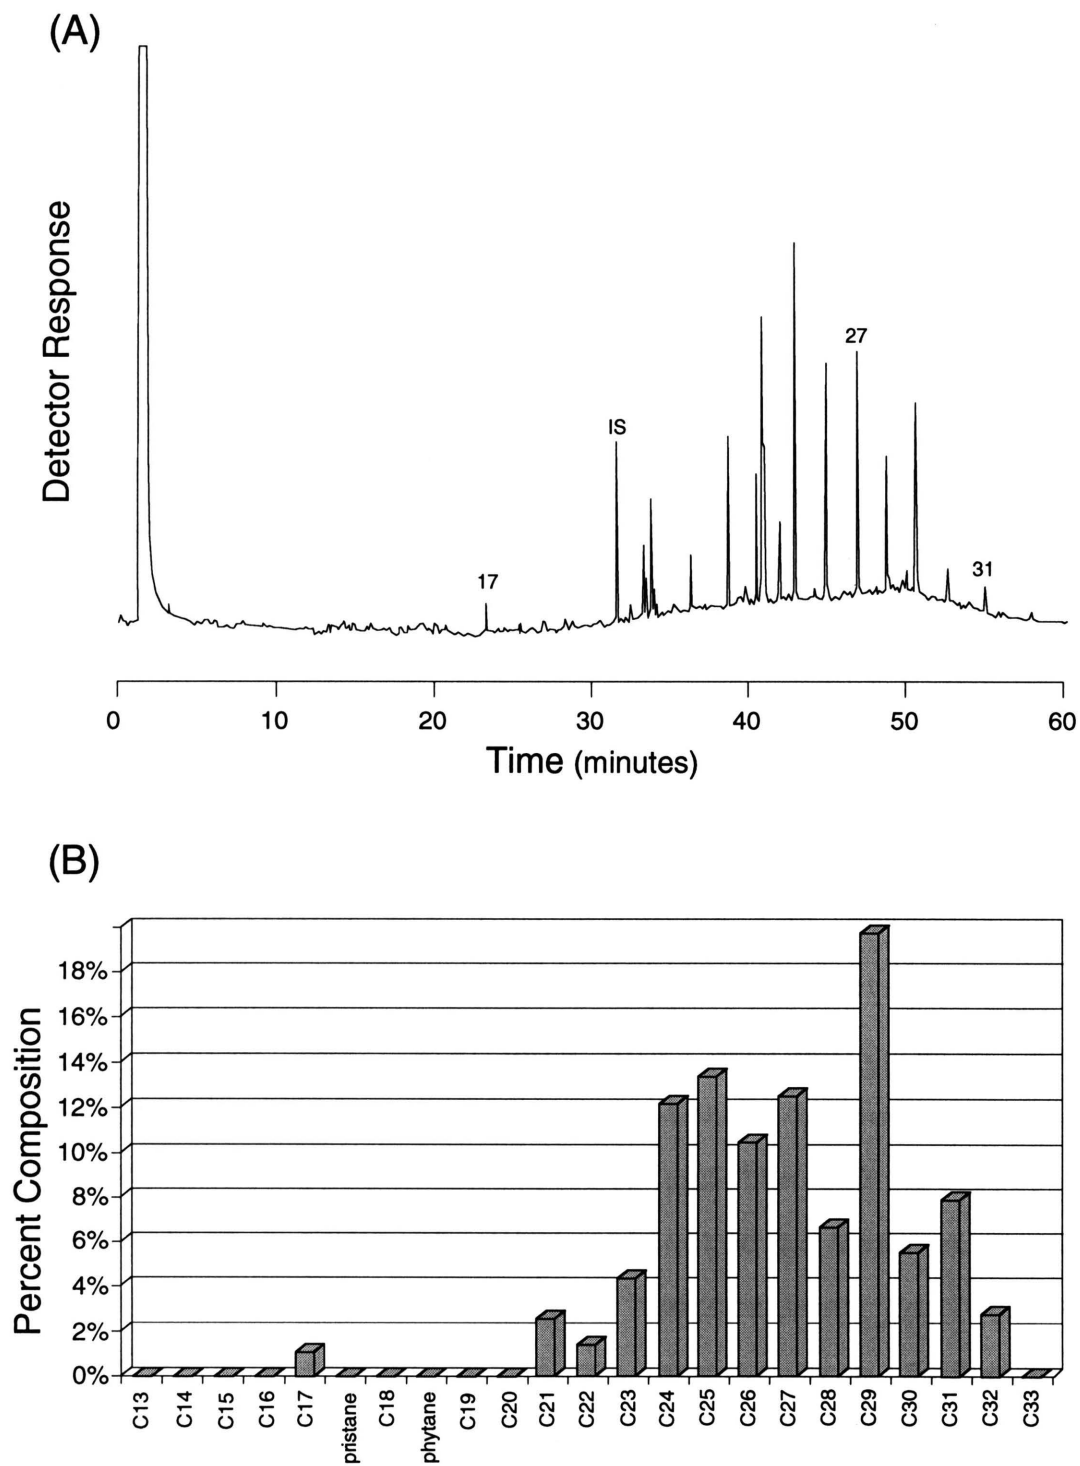 (A)
Detector Response
17
IS
27
31
0 10 20 30 40 50 60
Time (minutes)
(B)
Percent Composition
18%
16%
14%
12%
10%
8%
6%
4%
2%
0%
C13 C14 C15 C16 C17 pristane C18 phytane C19 C20 C21 C22 C23 C24 C25 C26 C27 C28 C29 C30 C31 C32 C33